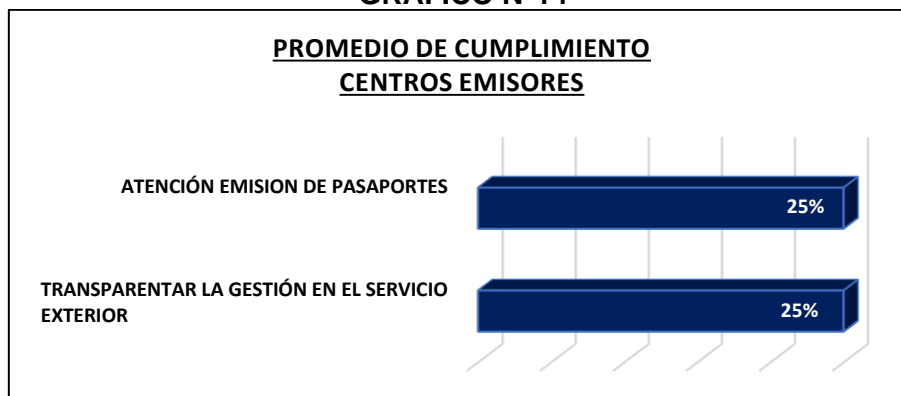 PROMEDIO DE CUMPLIMIENTO
CENTROS EMISORES
ATENCIÓN EMISION DE PASAPORTES
25%
TRANSPARENTAR LA GESTIÓN EN EL SERVICIO
EXTERIOR
25%